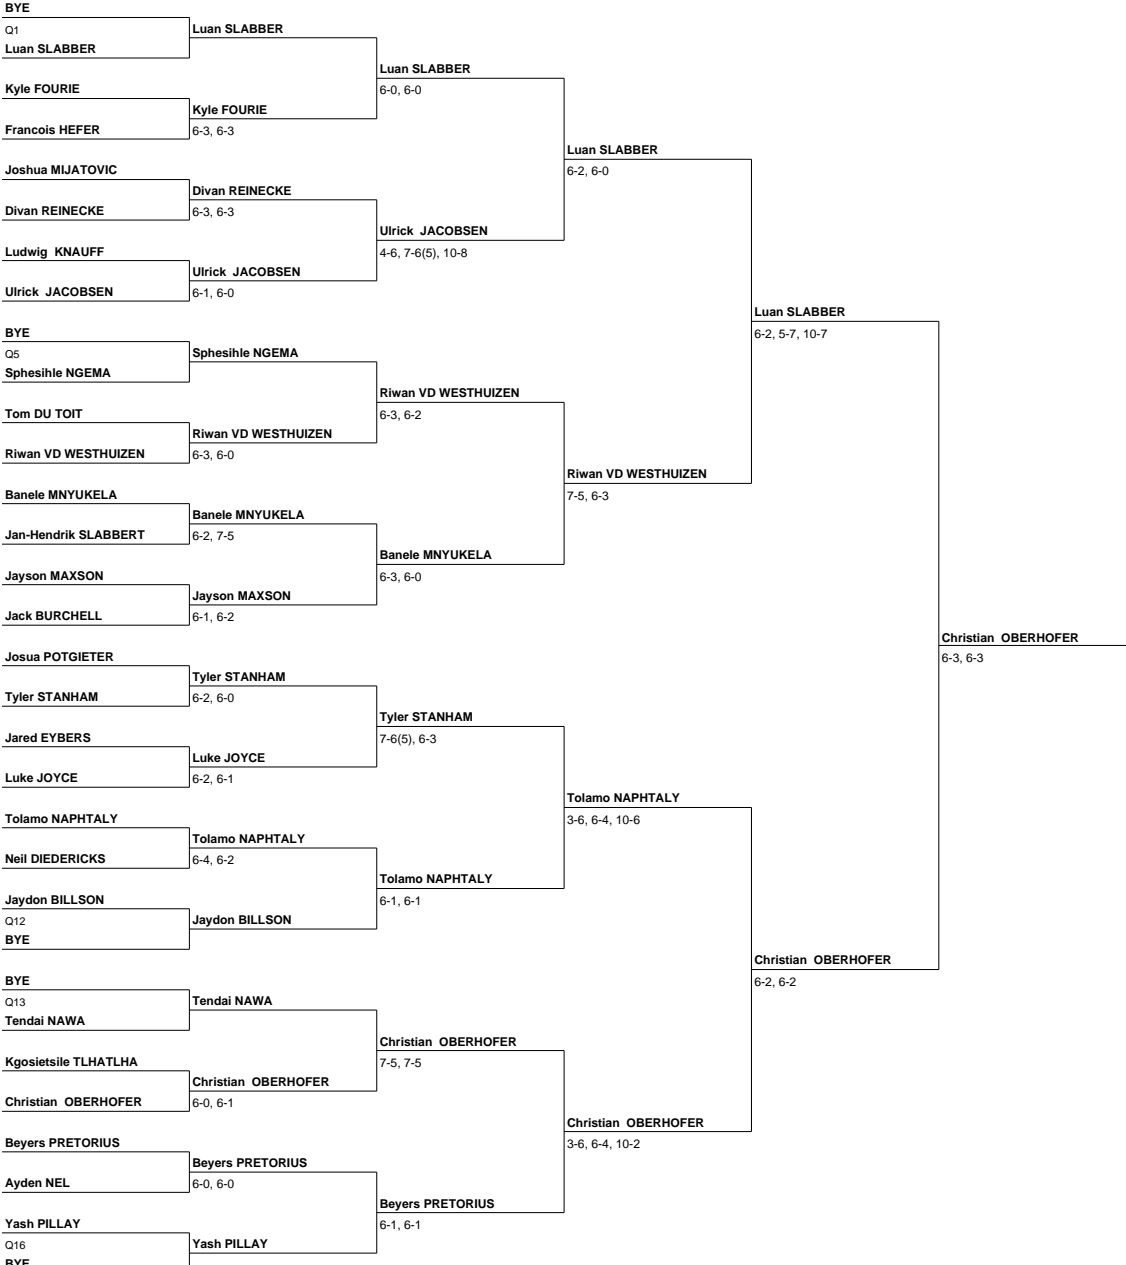 BYE
Q1
Luan SLABBER
Kyle FOURIE
Francois HEFER
Joshua MIJATOVIC
Divan REINECKE
Ludwig KNAUFF
Ulrick JACOBSEN
BYE
Q5
Sphesihle NGEMA
Tom DU TOIT
Riwan VD WESTHUIZEN
Banele MNYUKELA
Jan-Hendrik SLABBERT
Jayson MAXSON
Jack BURCHELL
Josua POTGIETER
Tyler STANHAM
Jared EYBERS
Luke JOYCE
Tolamo NAPHTALY
Neil DIEDERICKS
Jaydon BILLSON
Q12
BYE
BYE
Q13
Tendai NAWA
Kgosietsile TLHATLHA
Christian OBERHOFER
Beyers PRETORIUS
Ayden NEL
Yash PILLAY
Q16
BYE
Luan SLABBER
Kyle FOURIE
6-3, 6-3
Divan REINECKE
6-3, 6-3
Ulrick JACOBSEN
6-1, 6-0
Sphesihle NGEMA
Riwan VD WESTHUIZEN
6-3, 6-0
Banele MNYUKELA
6-2, 7-5
Jayson MAXSON
6-1, 6-2
Tyler STANHAM
6-2, 6-0
Luke JOYCE
6-2, 6-1
Tolamo NAPHTALY
6-4, 6-2
Jaydon BILLSON
Tendai NAWA
Christian OBERHOFER
6-0, 6-1
Beyers PRETORIUS
6-0, 6-0
Yash PILLAY
Luan SLABBER
6-0, 6-0
Ulrick JACOBSEN
4-6, 7-6(5), 10-8
Riwan VD WESTHUIZEN
6-3, 6-2
Banele MNYUKELA
6-3, 6-0
Tyler STANHAM
7-6(5), 6-3
Tolamo NAPHTALY
6-1, 6-1
Christian OBERHOFER
7-5, 7-5
Beyers PRETORIUS
6-1, 6-1
Luan SLABBER
6-2, 6-0
Riwan VD WESTHUIZEN
7-5, 6-3
Tolamo NAPHTALY
3-6, 6-4, 10-6
Christian OBERHOFER
3-6, 6-4, 10-2
Luan SLABBER
6-2, 5-7, 10-7
Christian OBERHOFER
6-2, 6-2
Christian OBERHOFER
6-3, 6-3